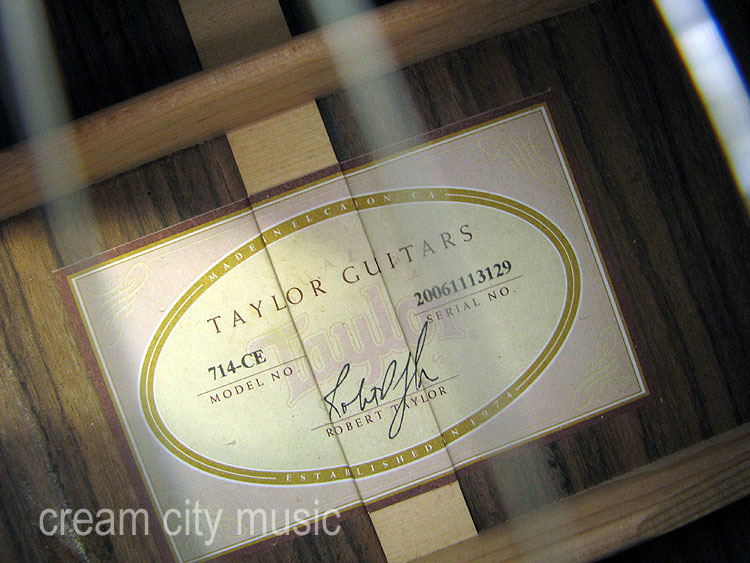 MADE IN EL CAJON CA
TAYLOR GUITARS
Taylor
714-CE
MODEL NO
20061113129
SERIAL NO.
ROBERT TAYLOR
ESTABLISHED IN 1974
cream city music